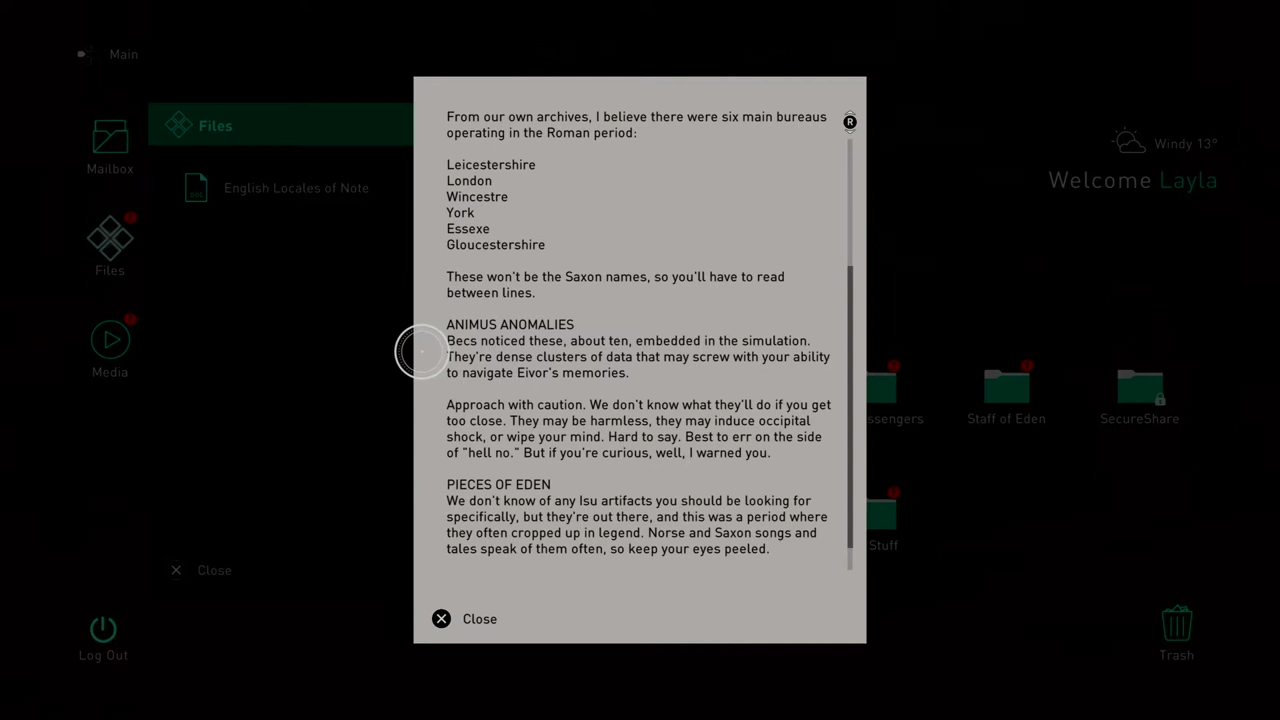 Main
Files
Mailbox
English Locales of Note
Files
Media
Close
Log Out
From our own archives, I believe there were six main bureaus
operating in the Roman period:
Leicestershire
London
Wincestre
York
Essexe
Gloucestershire
These won't be the Saxon names, so you'll have to read
between lines.
ANIMUS ANOMALIES
Becs noticed these, about ten, embedded in the simulation.
They're dense clusters of data that may screw with your ability
to navigate Eivor's memories.
Approach with caution. We don't know what they'll do if you get
too close. They may be harmless, they may induce occipital
shock, or wipe your mind. Hard to say. Best to err on the side
of "hell no." But if you're curious, well, I warned you.
PIECES OF EDEN
We don't know of any Isu artifacts you should be looking for
specifically, but they're out there, and this was a period where
they often cropped up in legend. Norse and Saxon songs and
tales speak of them often, so keep your eyes peeled.
Close
R
Windy 13°
Welcome Layla
ssengers
Staff of Eden
SecureShare
Stuff
Trash
DOC